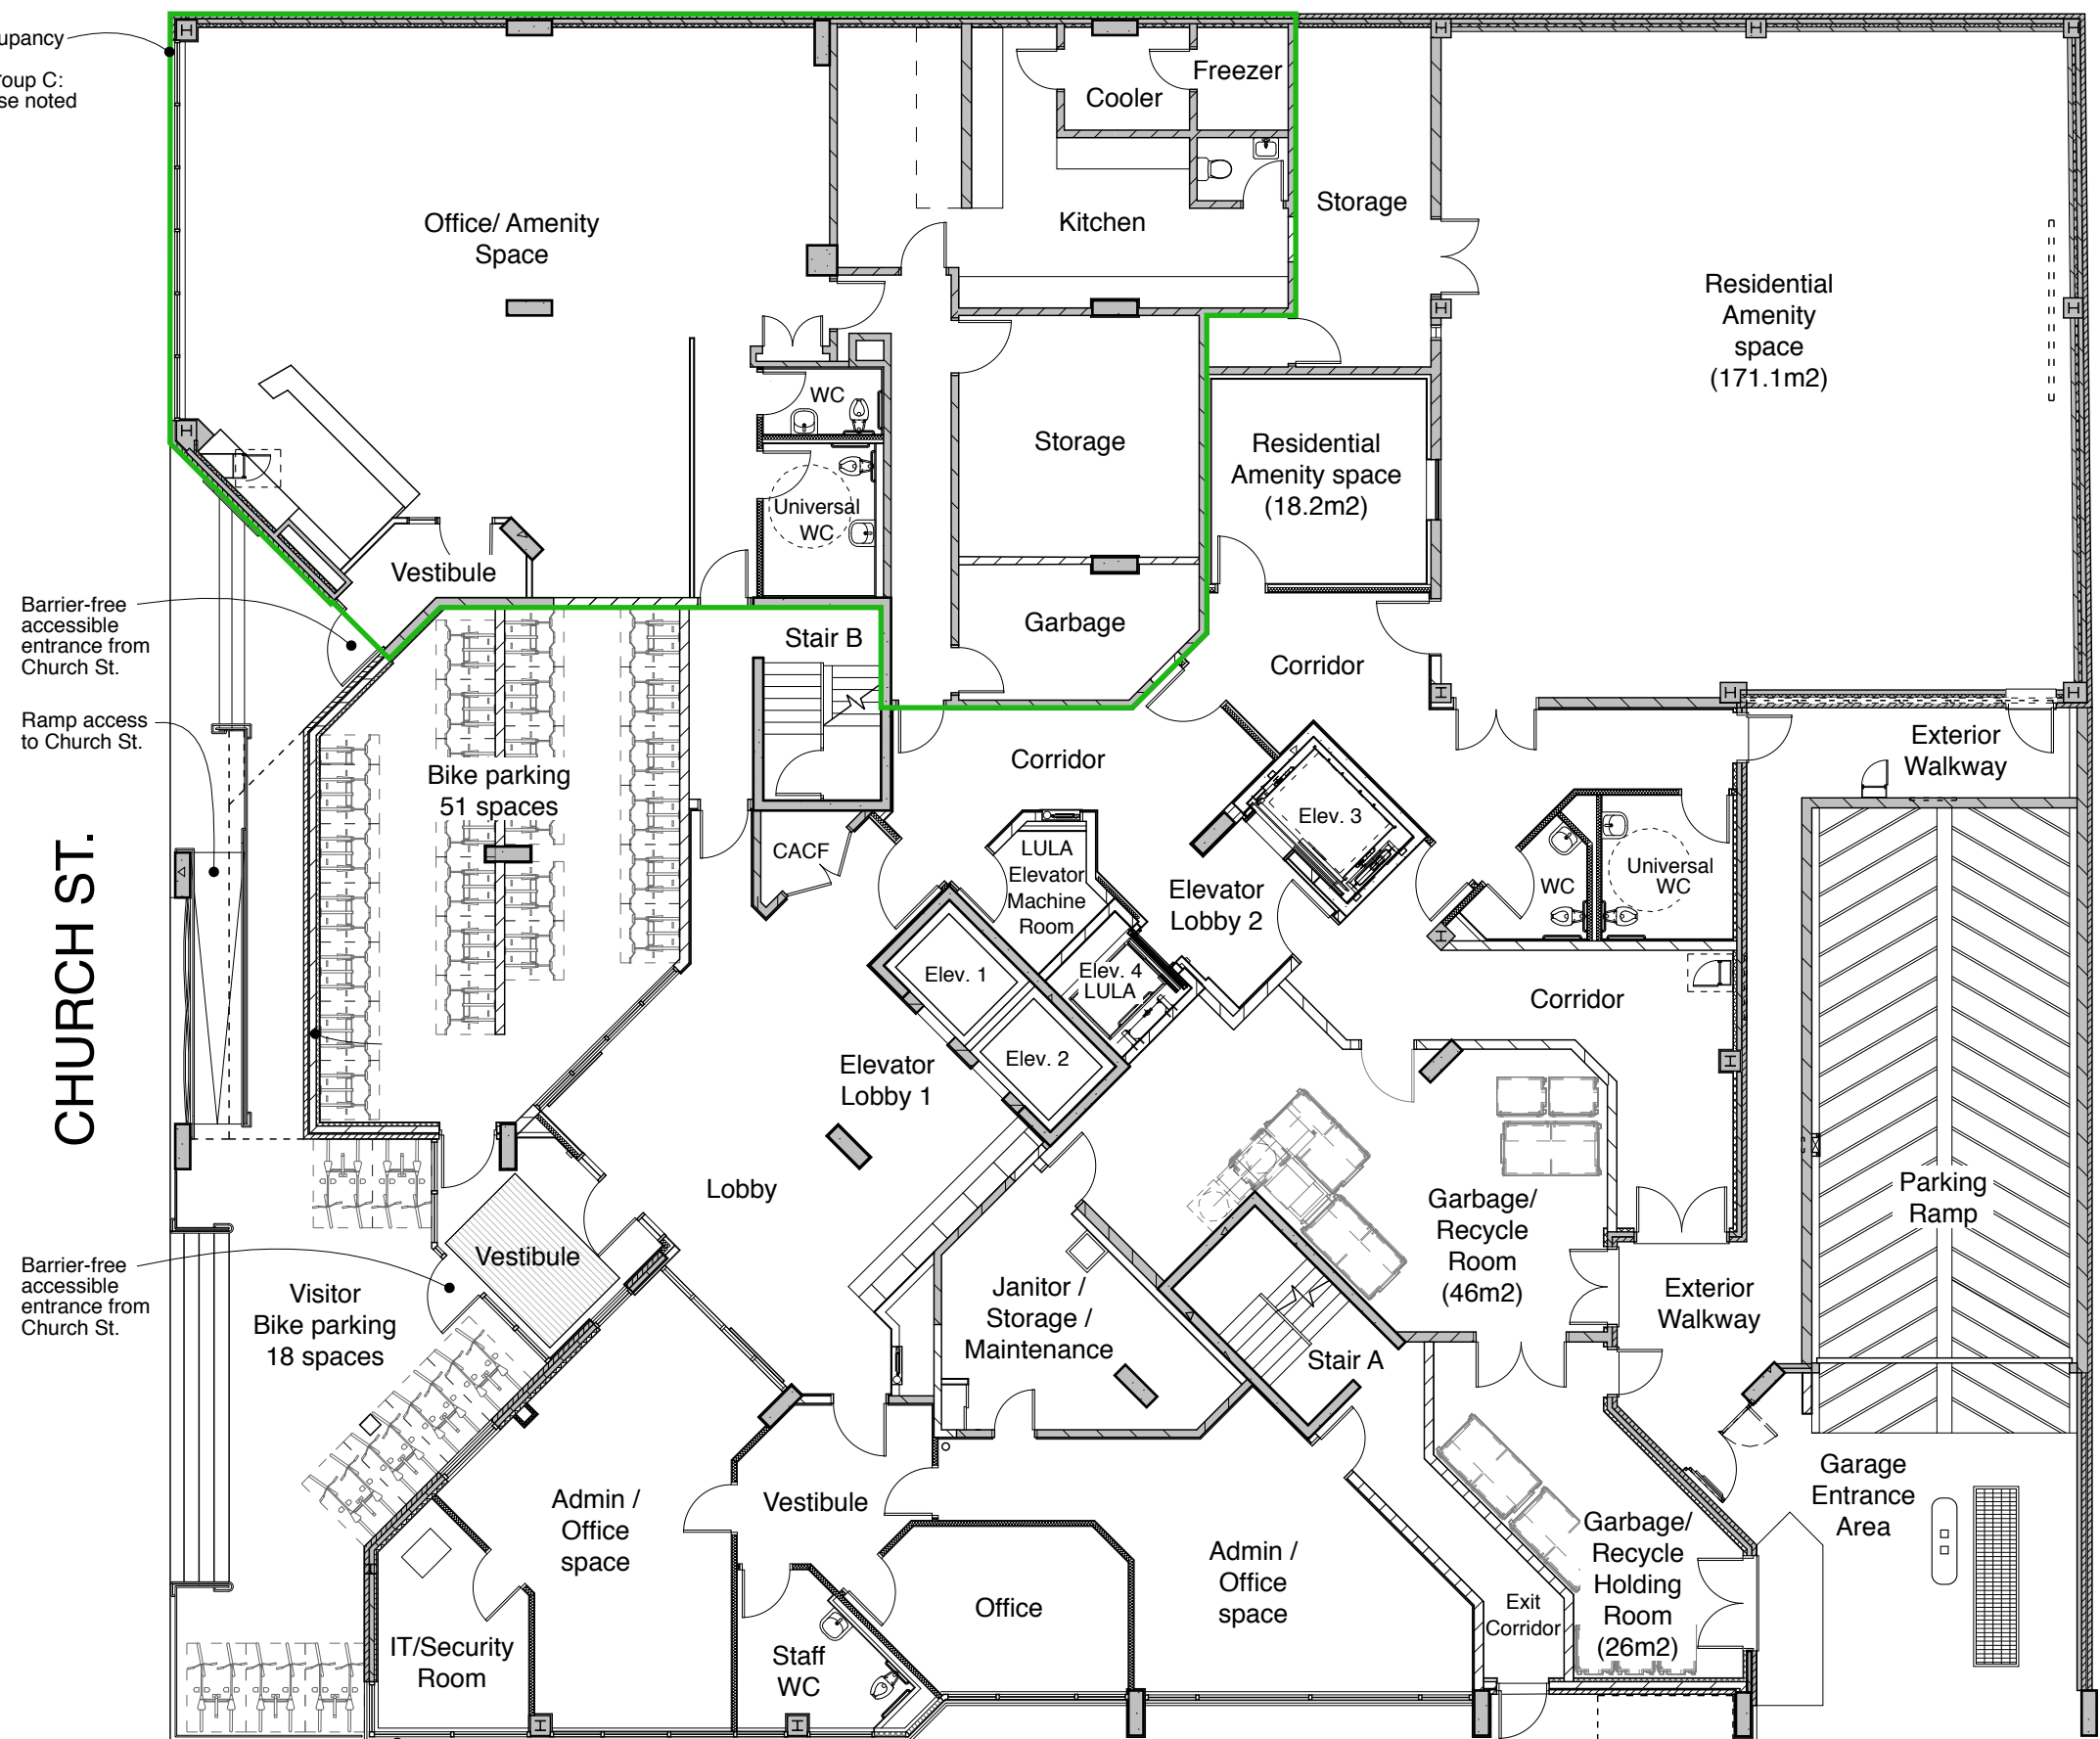 roup C:
se noted
Office/ Amenity
Space
Cooler
Freezer
Kitchen
Storage
Residential
Amenity
space
(171.1m2)
WC
Universal
WC
Storage
Residential
Amenity space
(18.2m2)
Vestibule
Garbage
Stair B
Corridor
Barrier-free
accessible
entrance from
Church St.
Ramp access
to Church St.
CHURCH ST.
Bike parking
51 spaces
Corridor
CACF
LULA
Elevator
Machine
Room
Elev. 3
Elevator
Lobby 2
WC
Universal
WC
Exterior
Walkway
Elev. 1
Elev. 4
LULA
Elev. 2
Elevator
Lobby 1
Corridor
Parking
Ramp
Lobby
Garbage/
Recycle
Room
(46m2)
Vestibule
Barrier-free
accessible
entrance from
Church St.
Visitor
Bike parking
18 spaces
Janitor /
Storage /
Maintenance
Stair A
Exterior
Walkway
Admin /
Office
space
Vestibule
Garage
Entrance
Area
IT/Security
Room
Staff
WC
Office
Admin /
Office
space
Exit
Corridor
Garbage/
Recycle
Holding
Room
(26m2)